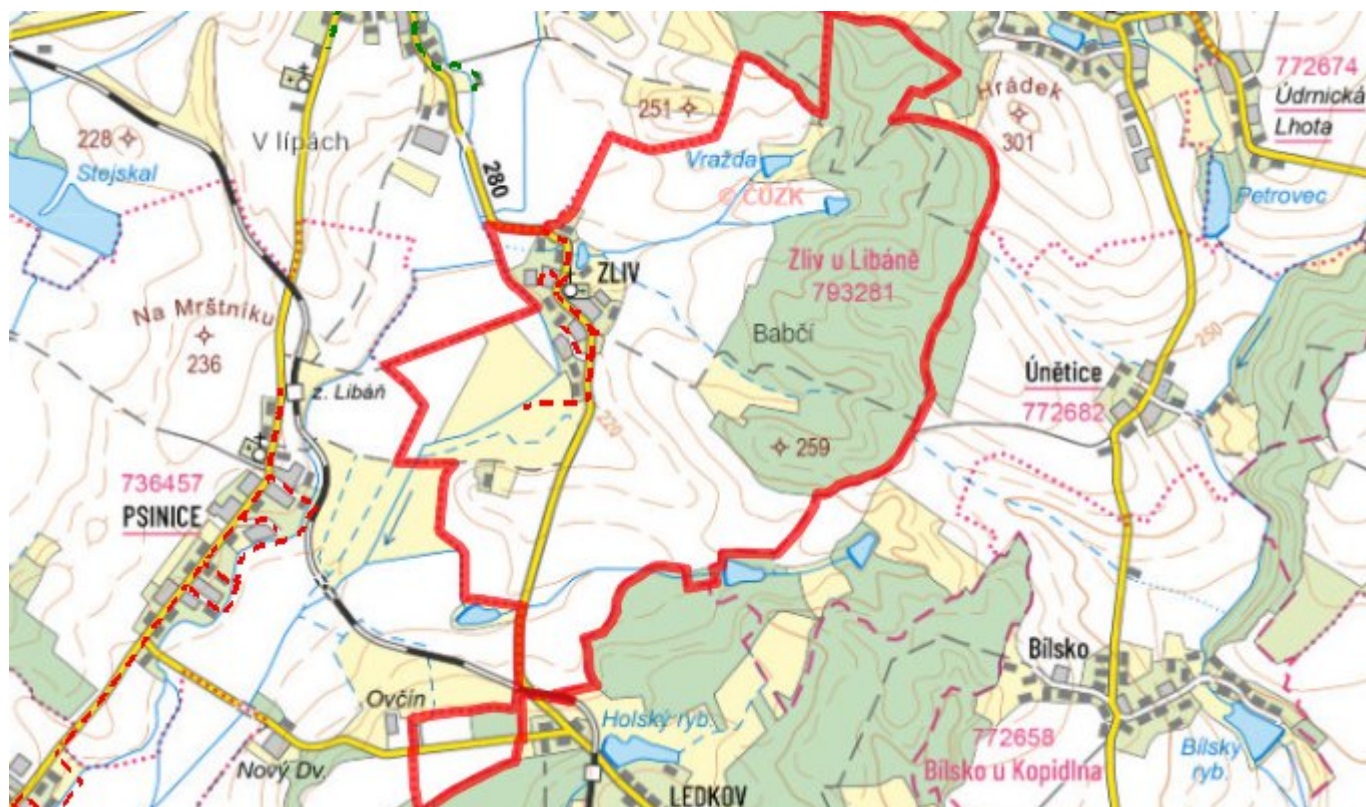 251
Hrádek
301
772674
Údrnická
Lhota
228
V lípách
Stejskal
280
Vražda
© ČÚZK
Petrovec
ZLIV
Zliv u Libáně
793281
Na Mrštníku
236
Babčí
250
z. Libáň
Únětice
772682
220
259
736457
PSINICE
Bílsko
Ovčín
Holský ryb.
772658
Bílsko u Kopidlna
Bílský
ryb.
Nový Dv.
LEDKOV